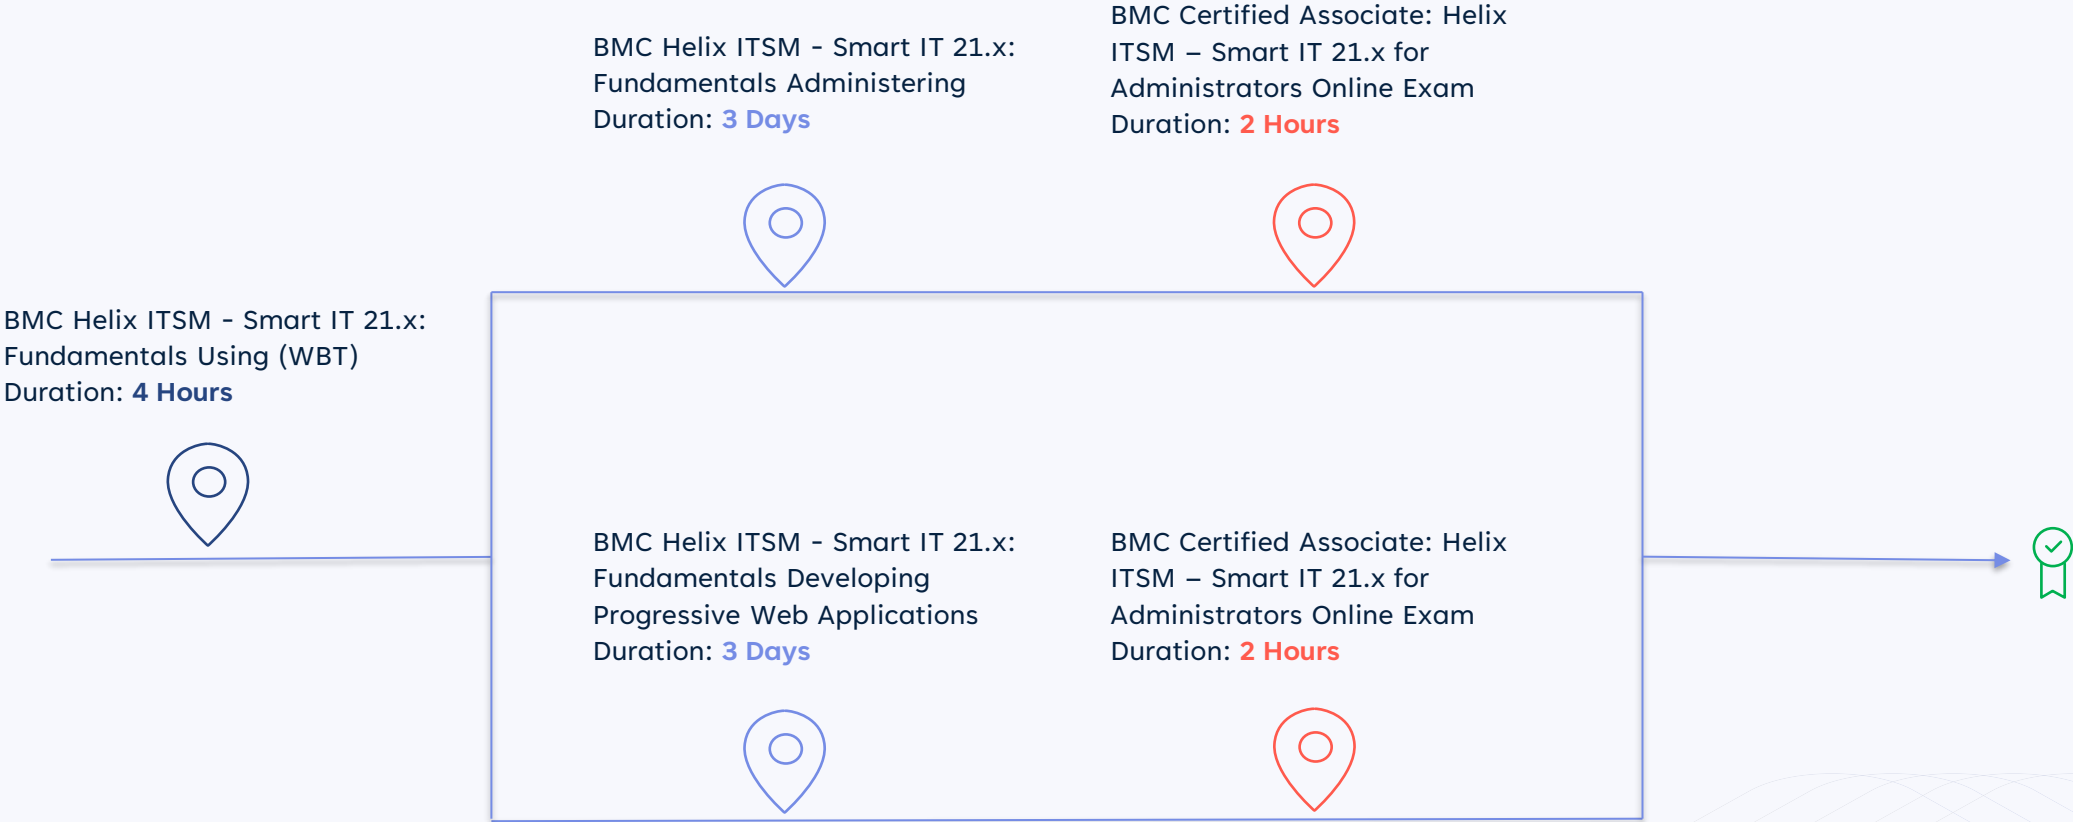 BMC Helix ITSM - Smart IT 21.x:
Fundamentals Using (WBT)
Duration: 4 Hours
BMC Helix ITSM - Smart IT 21.x:
Fundamentals Administering
Duration: 3 Days
BMC Certified Associate: Helix
ITSM – Smart IT 21.x for
Administrators Online Exam
Duration: 2 Hours
BMC Helix ITSM - Smart IT 21.x:
Fundamentals Developing
Progressive Web Applications
Duration: 3 Days
BMC Certified Associate: Helix
ITSM – Smart IT 21.x for
Administrators Online Exam
Duration: 2 Hours